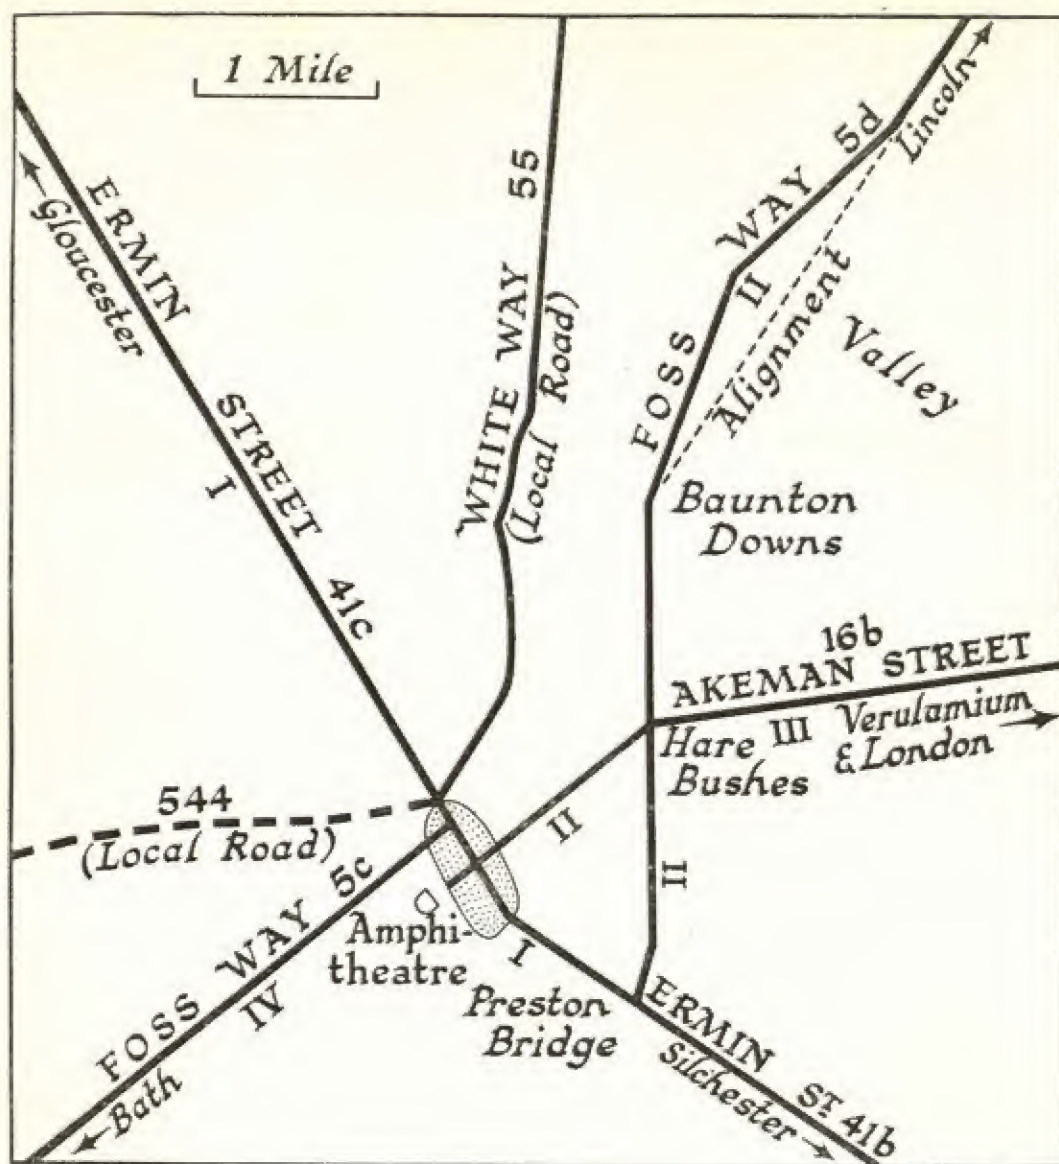 1 Mile
ERMIN STREET 41c
I
Gloucester
WHITE WAY 55
(Local Road)
FOSS WAY 5d
II
Lincoln
Alignment
Valley
Baunton
Downs
16b
AKEMAN STREET
III
Verulamium
& London
Hare
Bushes
II
II
544
(Local Road)
FOSS WAY 5c
IV
Bath
Amphi-
theatre
I
Preston
Bridge
ERMIN ST. 41b
Silchester